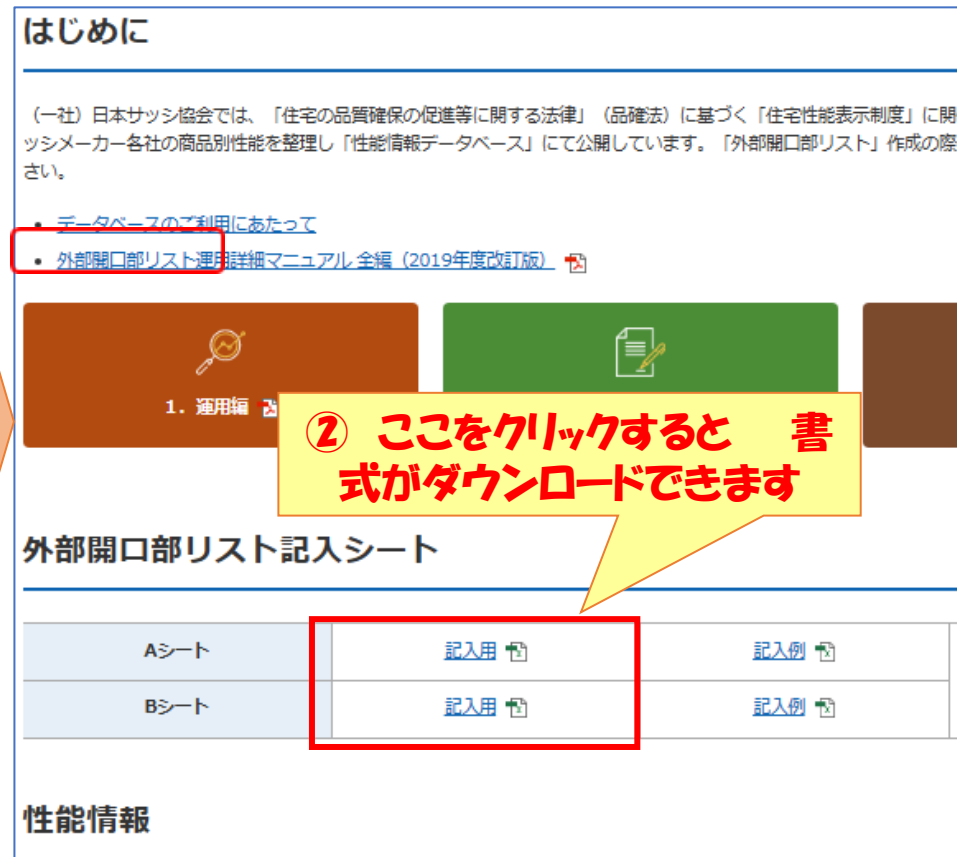 はじめに
（一社）日本サッシ協会では、「住宅の品質確保の促進等に関する法律」（品確法）に基づく「住宅性能表示制度」に関
ッシメーカー各社の商品別性能を整理し「性能情報データベース」にて公開しています。「外部開口部リスト」作成の際
さい。
• データベースのご利用にあたって
• 外部開口部リスト運用詳細マニュアル 全編（2019年度改訂版）
1. 運用編
② ここをクリックすると　書
式がダウンロードできます
外部開口部リスト記入シート
Aシート 記入用 記入例
Bシート 記入用 記入例
性能情報